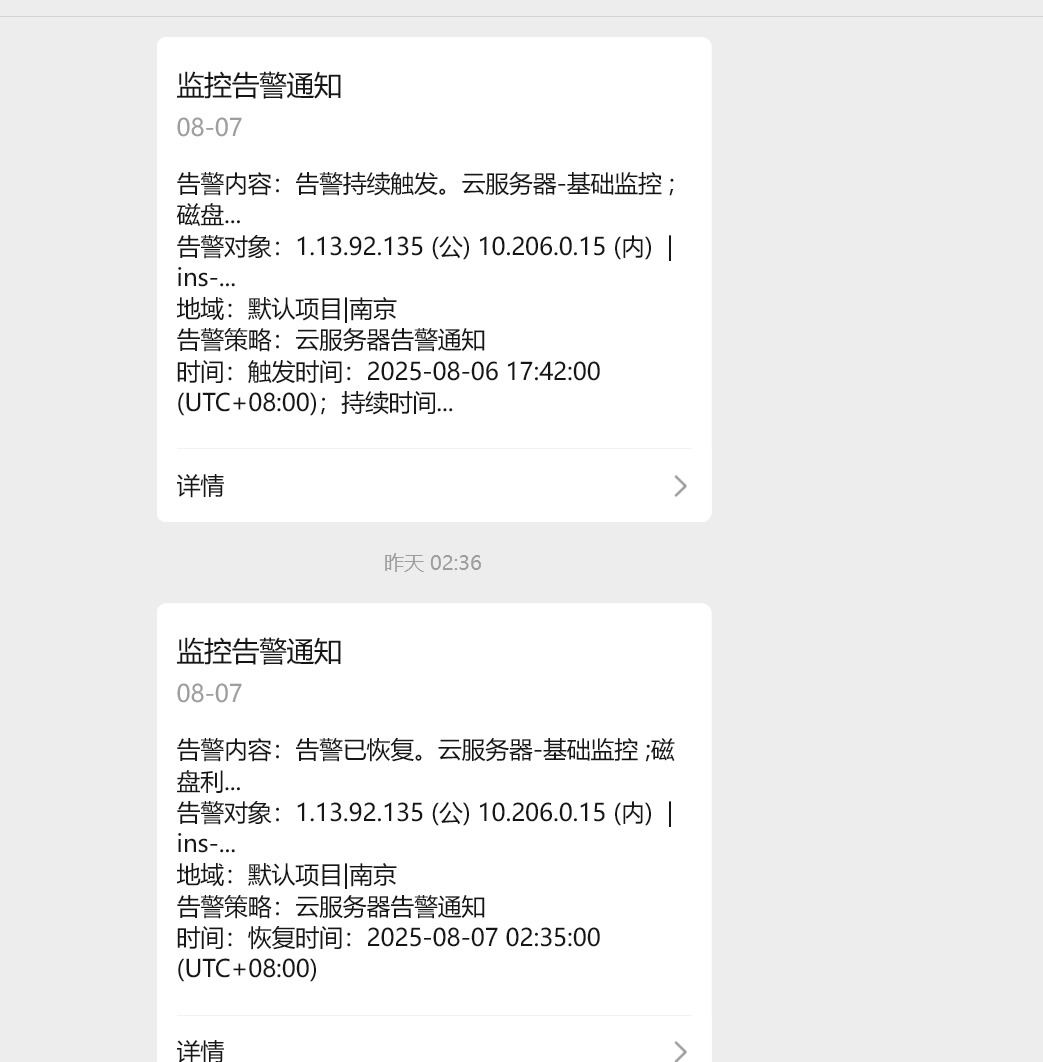 监控告警通知
08-07
告警内容：告警持续触发。云服务器-基础监控 ;
磁盘...
告警对象：1.13.92.135 (公) 10.206.0.15 (内) |
ins-...
地域：默认项目|南京
告警策略：云服务器告警通知
时间：触发时间：2025-08-06 17:42:00
(UTC+08:00)；持续时间...
详情
昨天 02:36
监控告警通知
08-07
告警内容：告警已恢复。云服务器-基础监控 ;磁
盘利...
告警对象：1.13.92.135 (公) 10.206.0.15 (内) |
ins-...
地域：默认项目|南京
告警策略：云服务器告警通知
时间：恢复时间：2025-08-07 02:35:00
(UTC+08:00)
详情